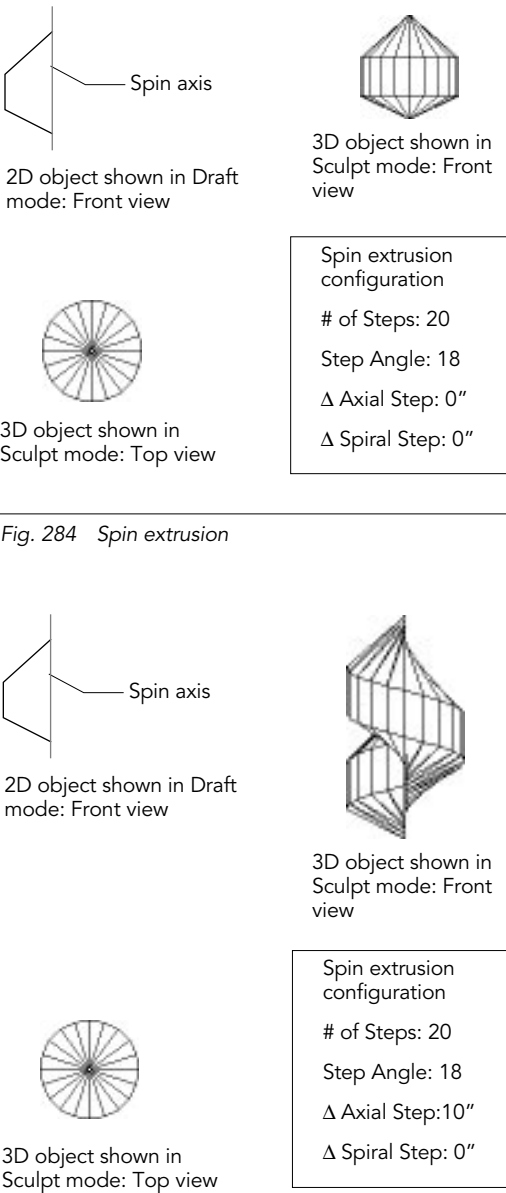 Spin axis
2D object shown in Draft
mode: Front view
3D object shown in
Sculpt mode: Front
view
3D object shown in
Sculpt mode: Top view
Spin extrusion
configuration
# of Steps: 20
Step Angle: 18
Δ Axial Step: 0”
Δ Spiral Step: 0”
Fig. 284 Spin extrusion
Spin axis
2D object shown in Draft
mode: Front view
3D object shown in
Sculpt mode: Front
view
3D object shown in
Sculpt mode: Top view
Spin extrusion
configuration
# of Steps: 20
Step Angle: 18
Δ Axial Step:10”
Δ Spiral Step: 0”